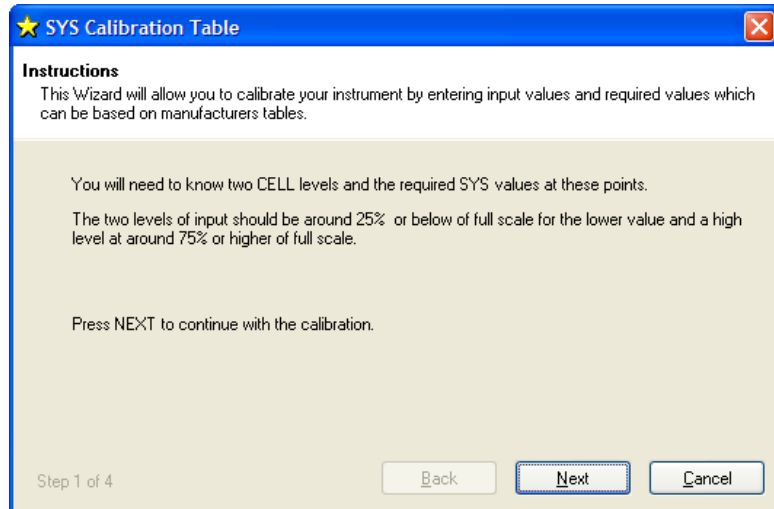 SYS Calibration Table
Instructions
This Wizard will allow you to calibrate your instrument by entering input values and required values which
can be based on manufacturers tables.
You will need to know two CELL levels and the required SYS values at these points.
The two levels of input should be around 25%  or below of full scale for the lower value and a high
level at around 75% or higher of full scale.
Press NEXT to continue with the calibration.
Step 1 of 4
Back
Next
Cancel